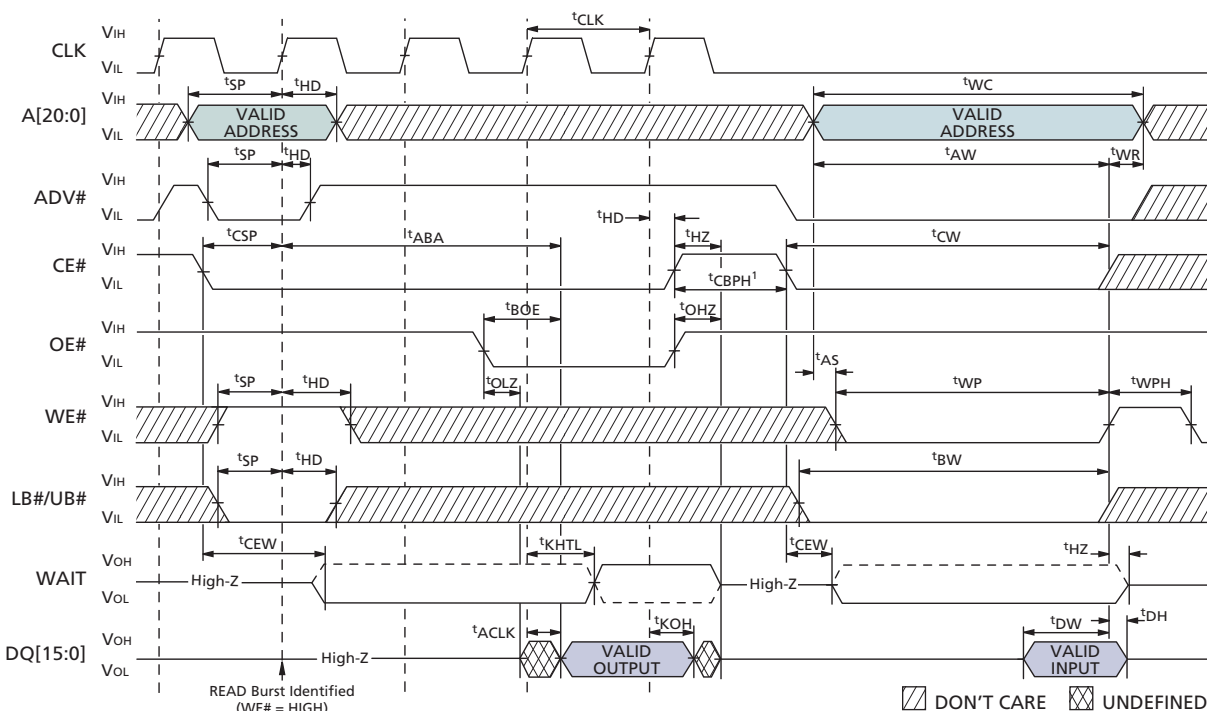 tCLK
CLK VIH
VIL
tSP tHD tWC
A[20:0] VIH
VIL
VALID
ADDRESS
VALID
ADDRESS
tSP tHD tAW tWR
ADV# VIH
VIL
tHD
tCSP tABA tHZ tCW
CE# VIH
VIL
tCBPH1
tBOE tOHZ
OE# VIH
VIL
tAS
tOLZ
tSP tHD tWP tWPH
WE# VIH
VIL
tSP tHD tBW
LB#/UB# VIH
VIL
tCEW tKHTL tCEW tHZ
WAIT VOH
VOL
High-Z High-Z
tACLK tKOH tDW tDH
DQ[15:0] VOH
VOL
High-Z
VALID
OUTPUT
VALID
INPUT
READ Burst Identified
(WE# = HIGH)
DON'T CARE UNDEFINED